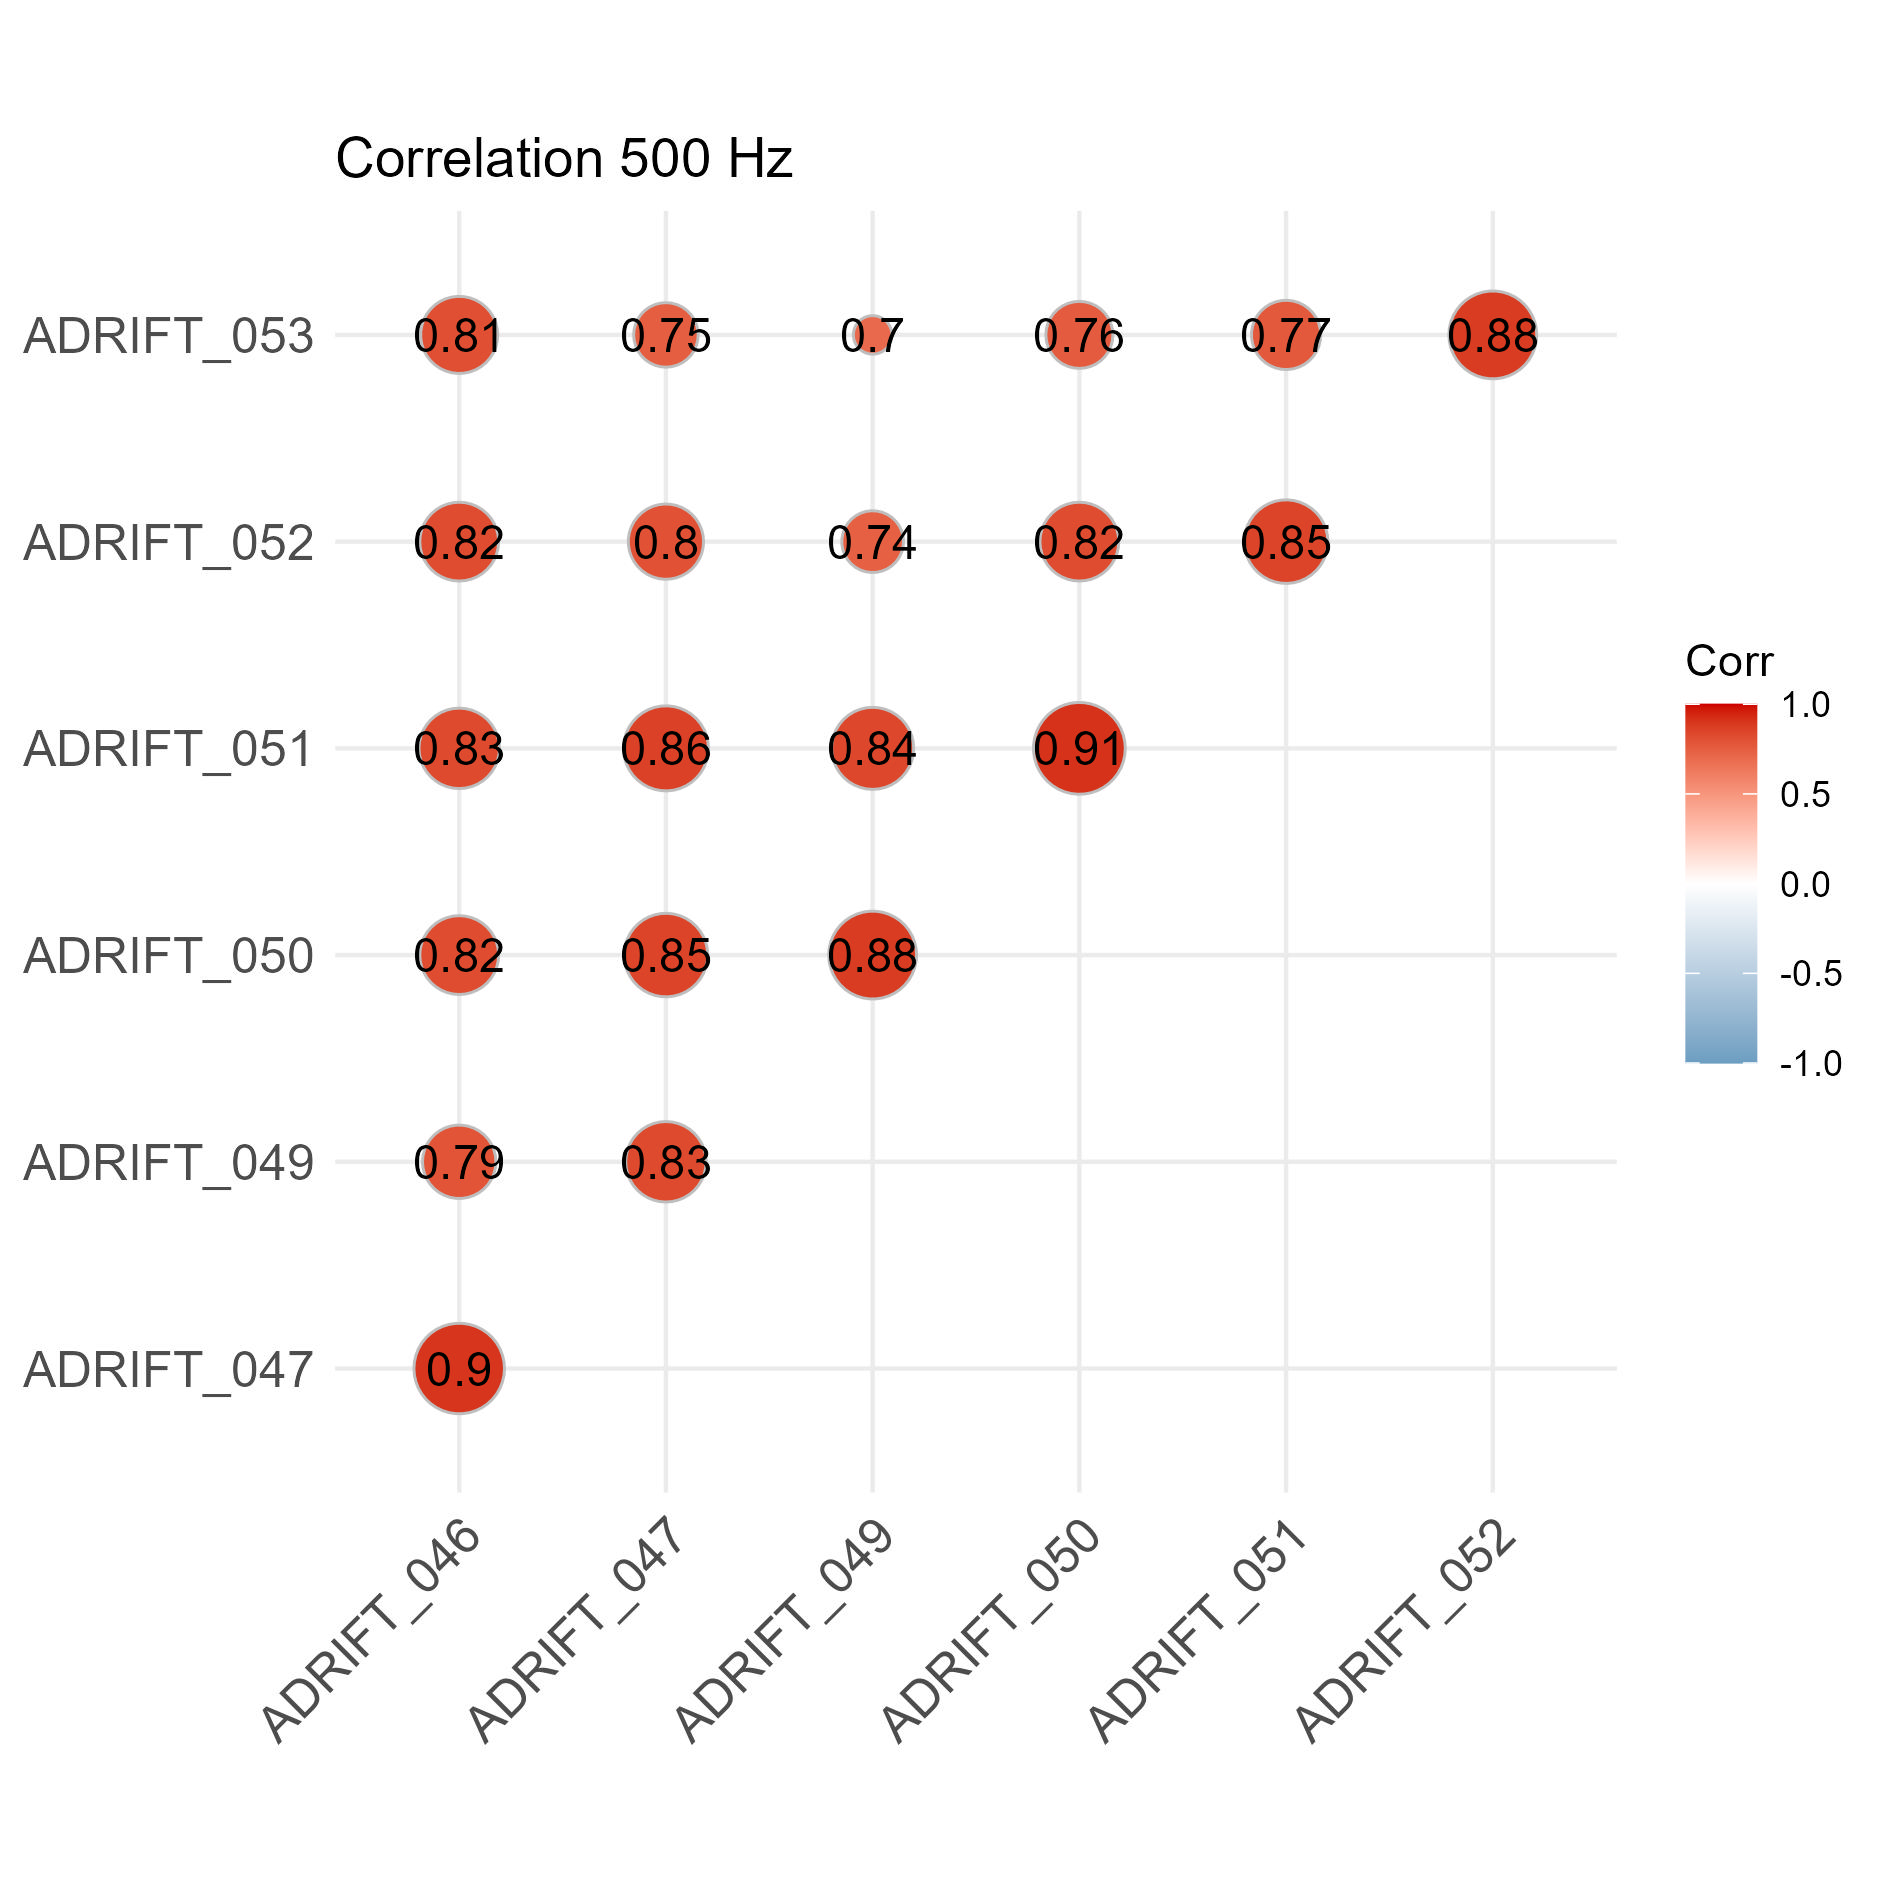 Correlation 500 Hz
ADRIFT_053 0.81 0.75 0.7 0.76 0.77 0.88
ADRIFT_052 0.82 0.8 0.74 0.82 0.85
ADRIFT_051 0.83 0.86 0.84 0.91
ADRIFT_050 0.82 0.85 0.88
ADRIFT_049 0.79 0.83
ADRIFT_047 0.9
ADRIFT_046 ADRIFT_047 ADRIFT_049 ADRIFT_050 ADRIFT_051 ADRIFT_052
Corr
1.0
0.5
0.0
-0.5
-1.0